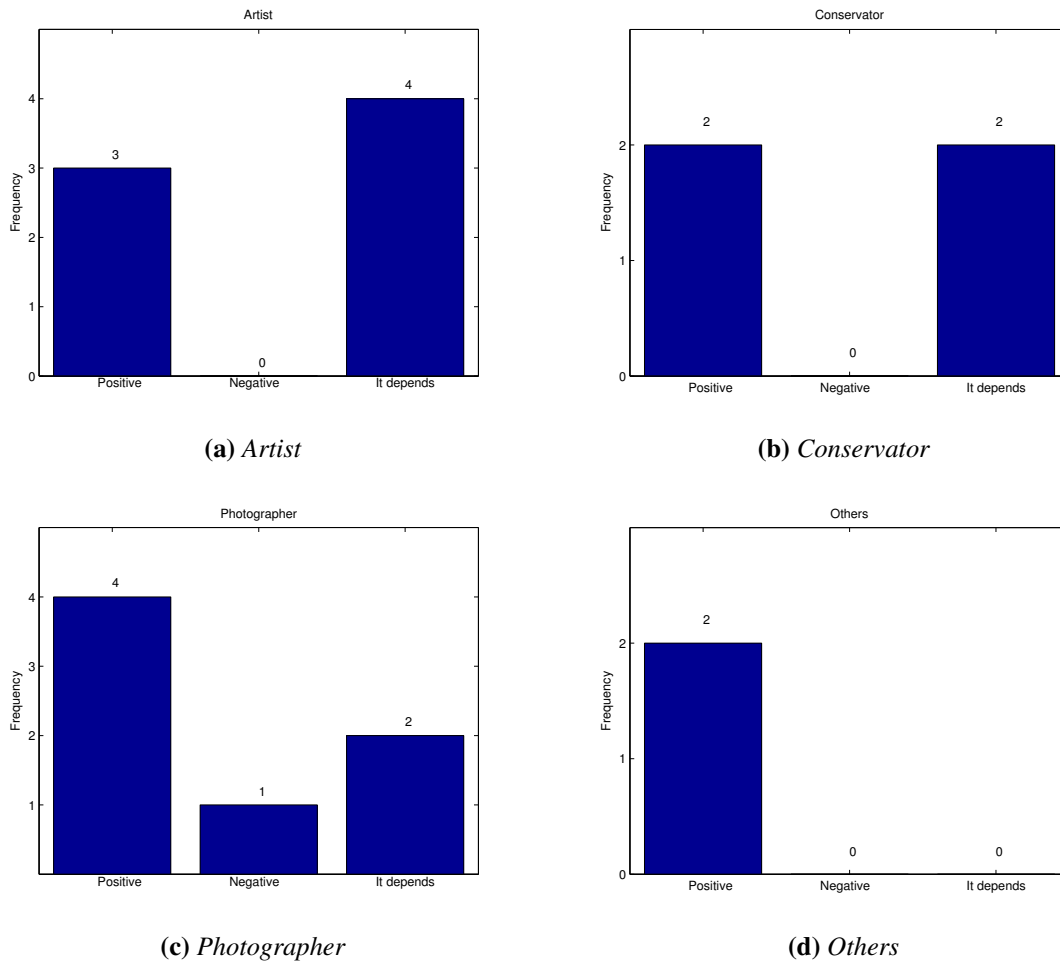 Artist
4
3
0
Frequency
4
3
2
1
0
Positive Negative It depends
(a) Artist
Conservator
2 2
0
Frequency
2
1
0
Positive Negative It depends
(b) Conservator
Photographer
4
2
1
Frequency
4
3
2
1
Positive Negative It depends
(c) Photographer
Others
2
0 0
Frequency
2
1
0
Positive Negative It depends
(d) Others